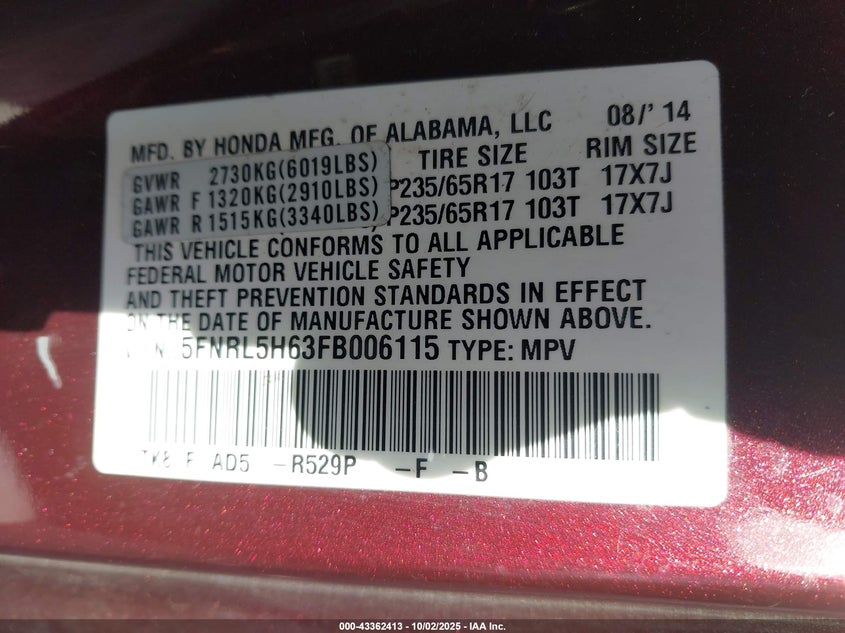 MFD. BY HONDA MFG. OF ALABAMA, LLC 08/' 14
GVWR 2730KG(6019LBS) TIRE SIZE RIM SIZE
GAWR F 1320KG(2910LBS) P235/65R17 103T 17X7J
GAWR R 1515KG(3340LBS) P235/65R17 103T 17X7J
THIS VEHICLE CONFORMS TO ALL APPLICABLE
FEDERAL MOTOR VEHICLE SAFETY
AND THEFT PREVENTION STANDARDS IN EFFECT
ON THE DATE OF MANUFACTURE SHOWN ABOVE.
5FNRL5H63FB006115 TYPE: MPV
TK8 F AD5 -R529P -F -B
000-43362413 - 10/02/2025 - IAA Inc.